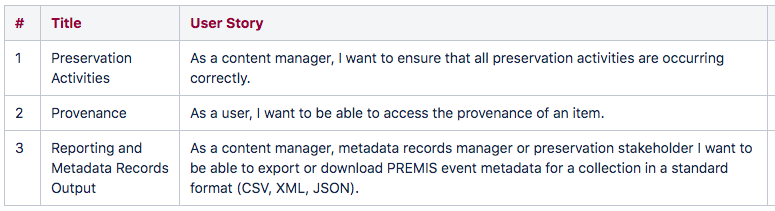 # Title User Story
1 Preservation Activities As a content manager, I want to ensure that all preservation activities are occurring correctly.
2 Provenance As a user, I want to be able to access the provenance of an item.
3 Reporting and Metadata Records Output As a content manager, metadata records manager or preservation stakeholder I want to be able to export or download PREMIS event metadata for a collection in a standard format (CSV, XML, JSON).